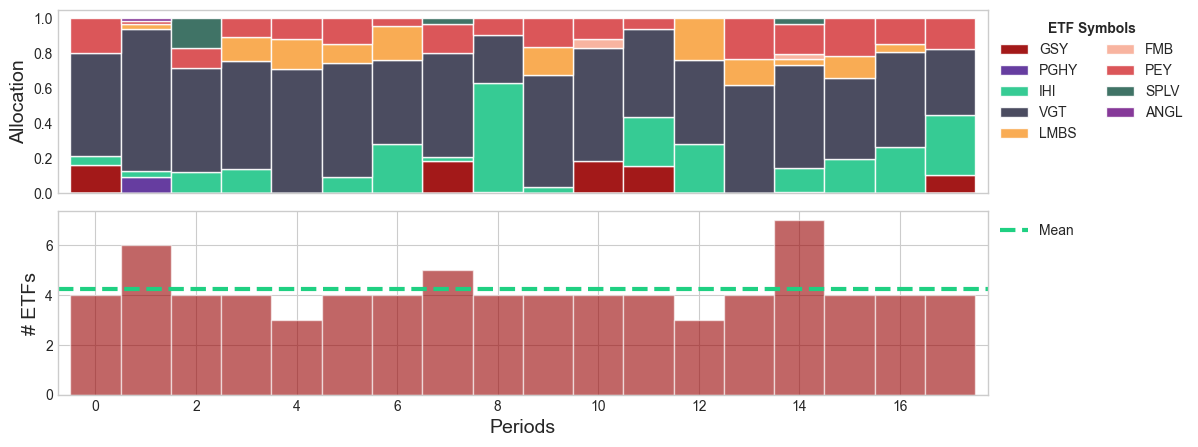 ETF Symbols
GSY FMB
PGHY PEY
IHI SPLV
VGT ANGL
LMBS
Allocation
1.0
0.8
0.6
0.4
0.2
0.0
Mean
# ETFs
6
4
2
0
0 2 4 6 8 10 12 14 16
Periods